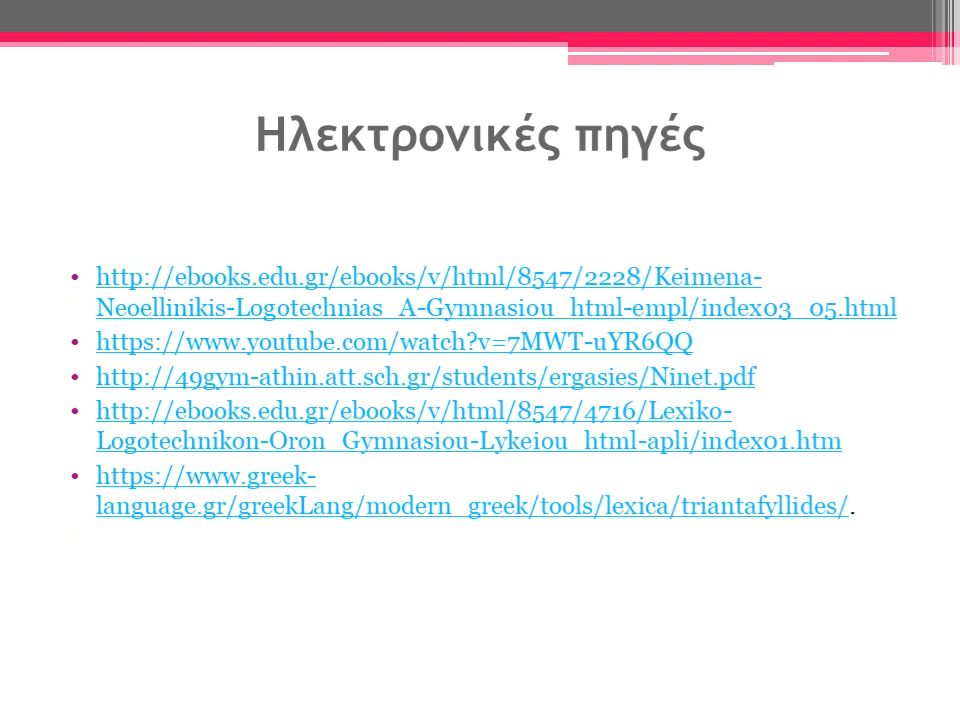 Ηλεκτρονικές πηγές
• http://ebooks.edu.gr/ebooks/v/html/8547/2228/Keimena-
Neoellinikis-Logotechnias_A-Gymnasiou_html-empl/index03_05.html
• https://www.youtube.com/watch?v=7MWT-uYR6QQ
• http://49gym-athin.att.sch.gr/students/ergasies/Ninet.pdf
• http://ebooks.edu.gr/ebooks/v/html/8547/4716/Lexiko-
Logotechnikon-Oron_Gymnasiou-Lykeiou_html-apli/index01.htm
• https://www.greek-
language.gr/greekLang/modern_greek/tools/lexica/triantafyllides/.